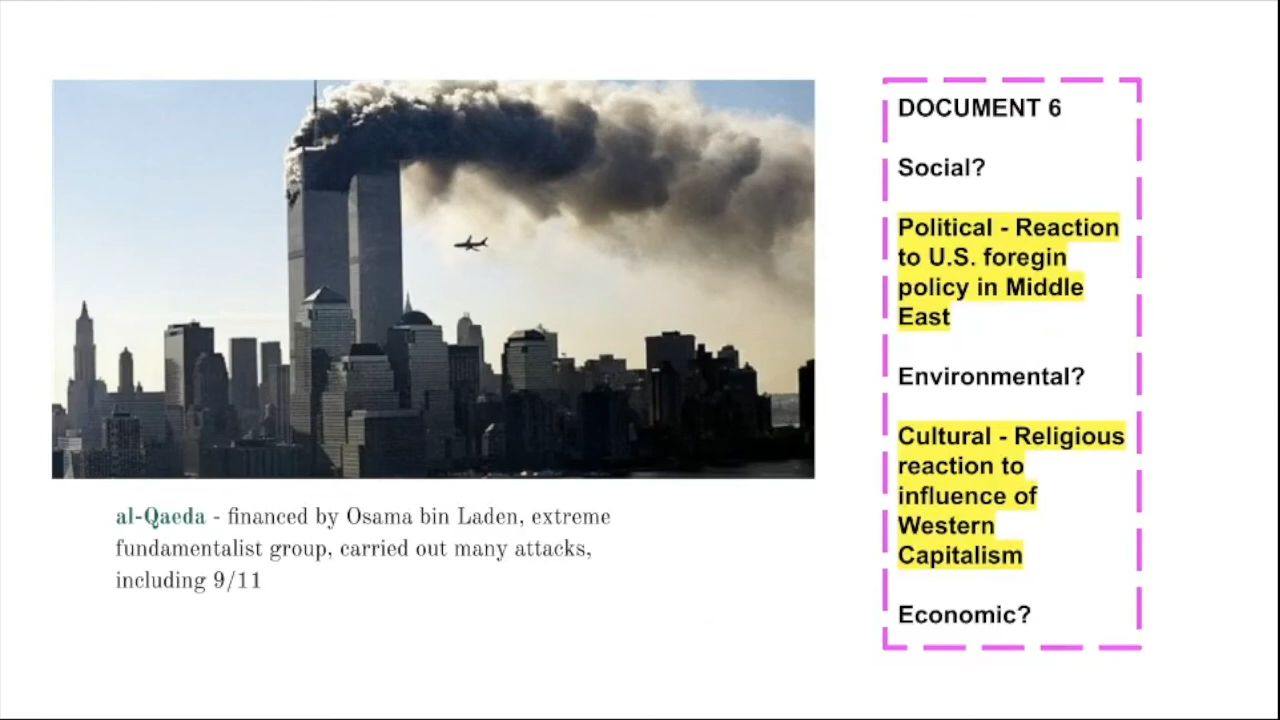 al-Qaeda - financed by Osama bin Laden, extreme
fundamentalist group, carried out many attacks,
including 9/11
DOCUMENT 6
Social?
Political - Reaction
to U.S. foregin
policy in Middle
East
Environmental?
Cultural - Religious
reaction to
influence of
Western
Capitalism
Economic?